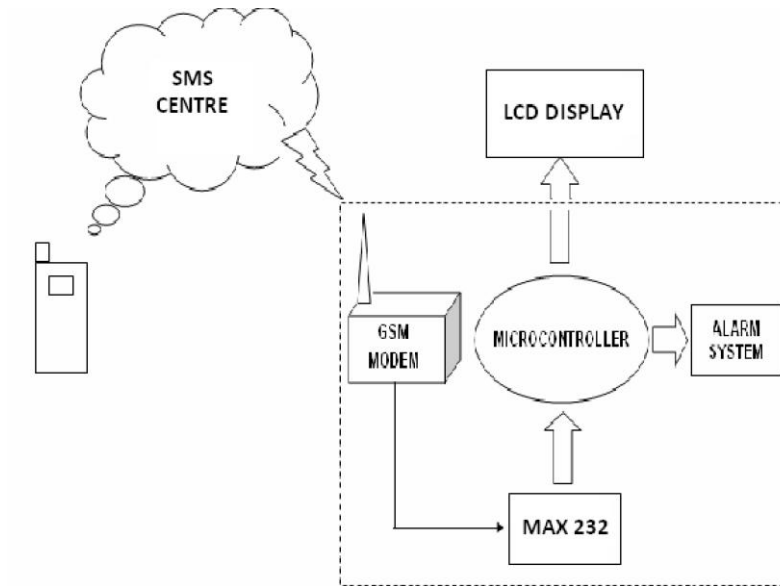 SMS
CENTRE
LCD DISPLAY
GSM
MODEM
MICROCONTROLLER
ALARM
SYSTEM
MAX 232